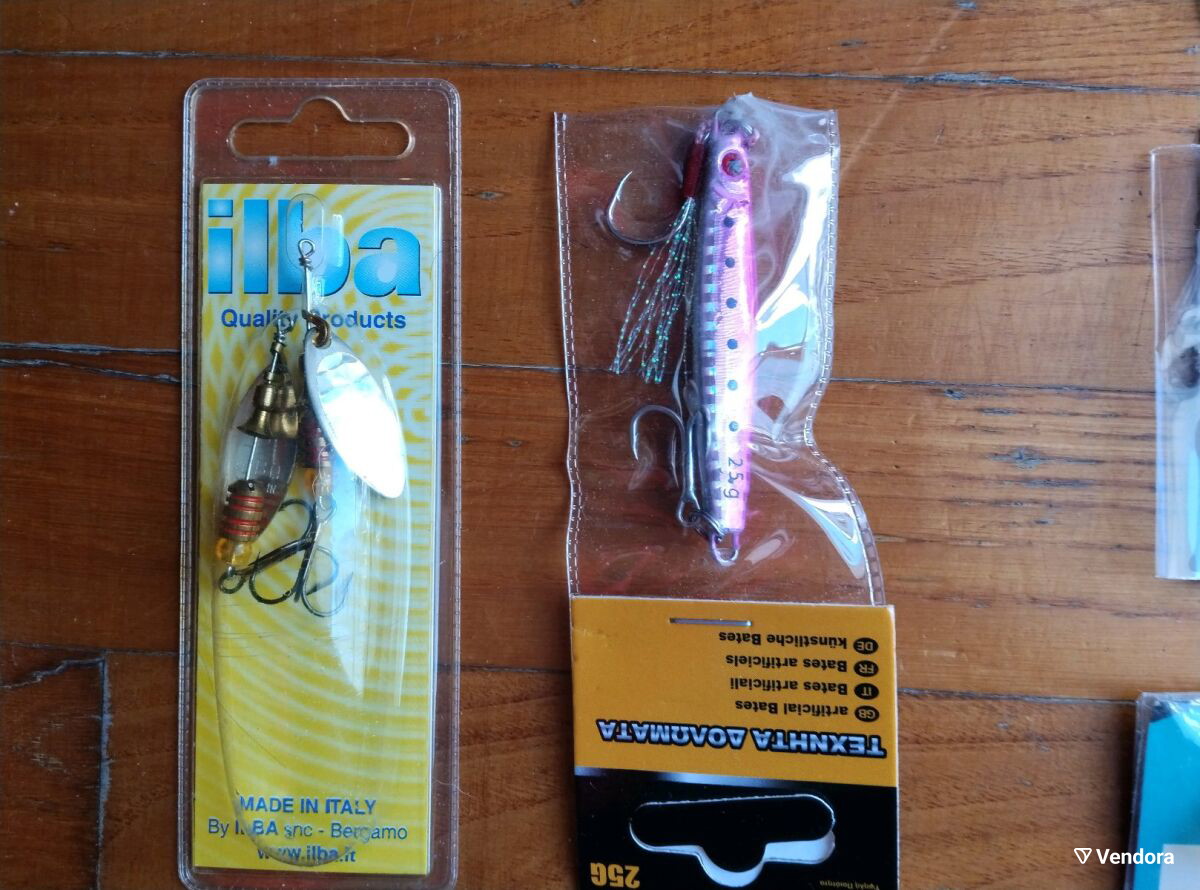 ilba
Quality Products
MADE IN ITALY
By ILBA snc - Bergamo
www.ilba.it
25g
25G
ΤΕΧΝΗΤΑ ΔΟΛΩΜΑΤΑ
GB artificial Bates
IT Bates artificiali
FR Bates artificiels
DE künstliche Bates
Vendora